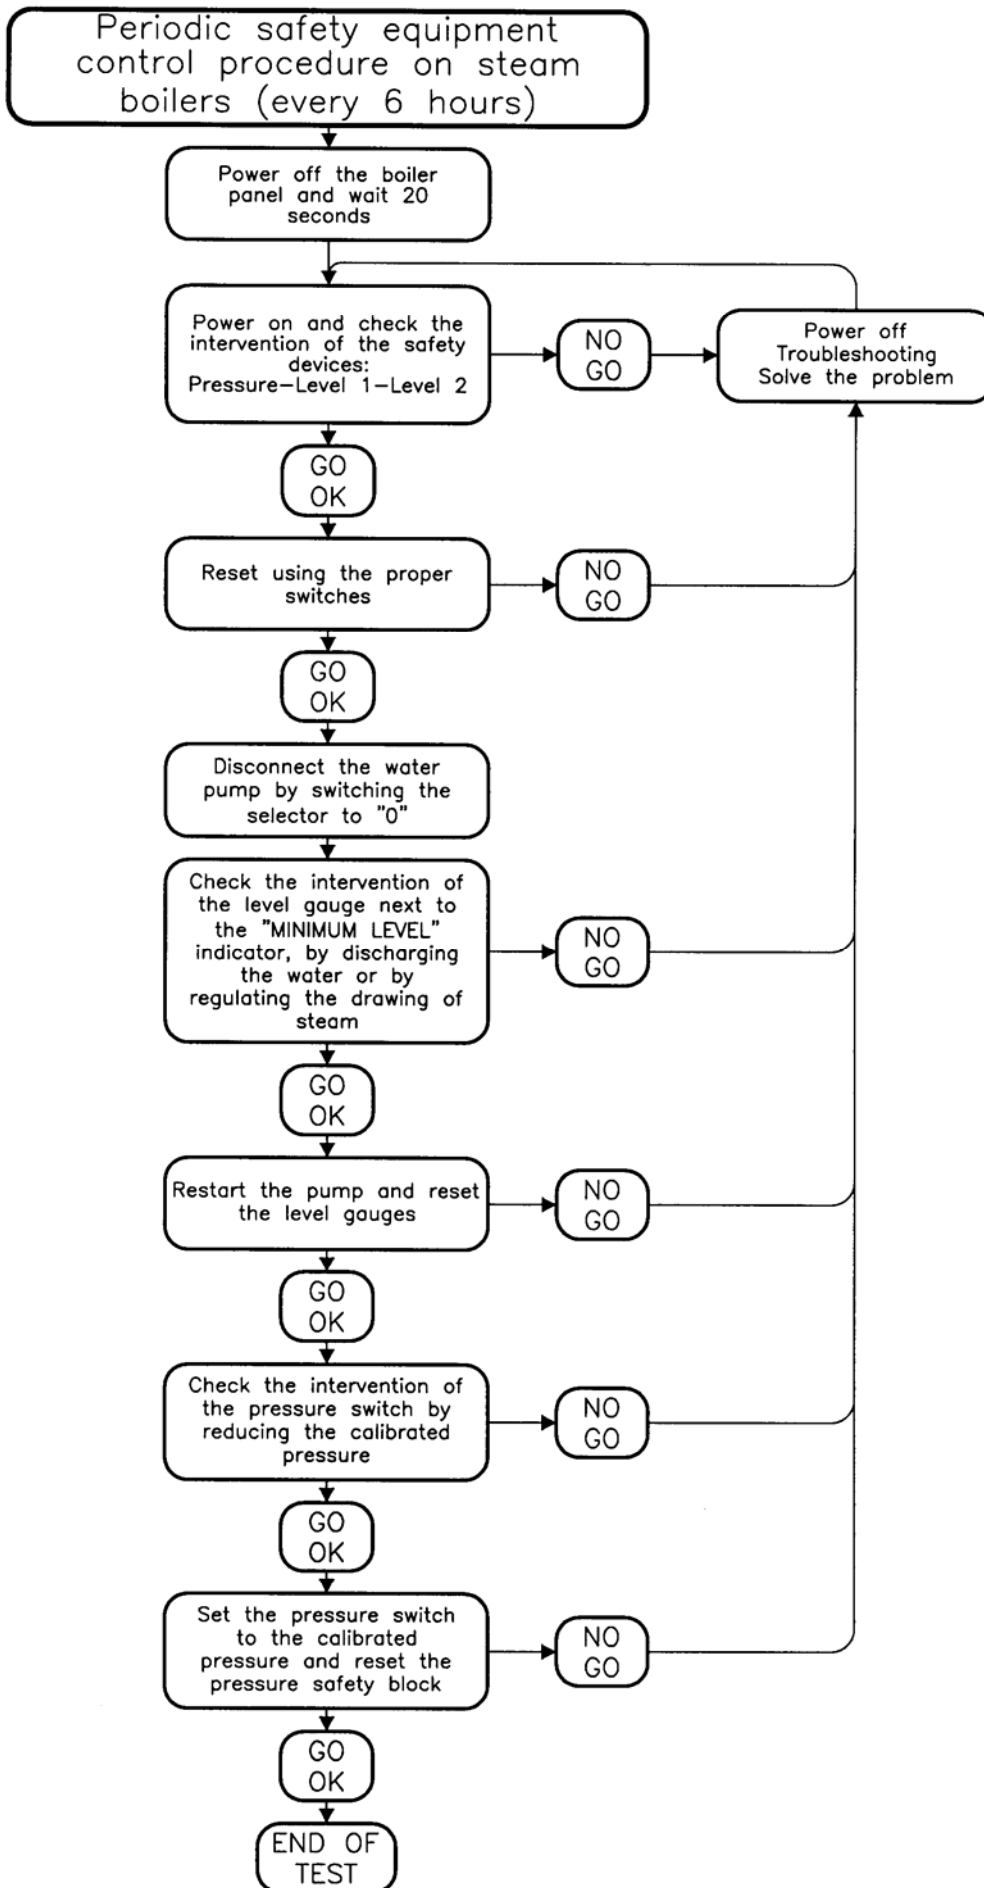 Periodic safety equipment
control procedure on steam
boilers (every 6 hours)
Power off the boiler
panel and wait 20
seconds
Power on and check the
intervention of the safety
devices:
Pressure-Level 1-Level 2
NO
GO
Power off
Troubleshooting
Solve the problem
GO
OK
Reset using the proper
switches
NO
GO
GO
OK
Disconnect the water
pump by switching the
selector to "0"
Check the intervention of
the level gauge next to
the "MINIMUM LEVEL"
indicator, by discharging
the water or by
regulating the drawing of
steam
NO
GO
GO
OK
Restart the pump and reset
the level gauges
NO
GO
GO
OK
Check the intervention of
the pressure switch by
reducing the calibrated
pressure
NO
GO
GO
OK
Set the pressure switch
to the calibrated
pressure and reset the
pressure safety block
NO
GO
GO
OK
END OF
TEST